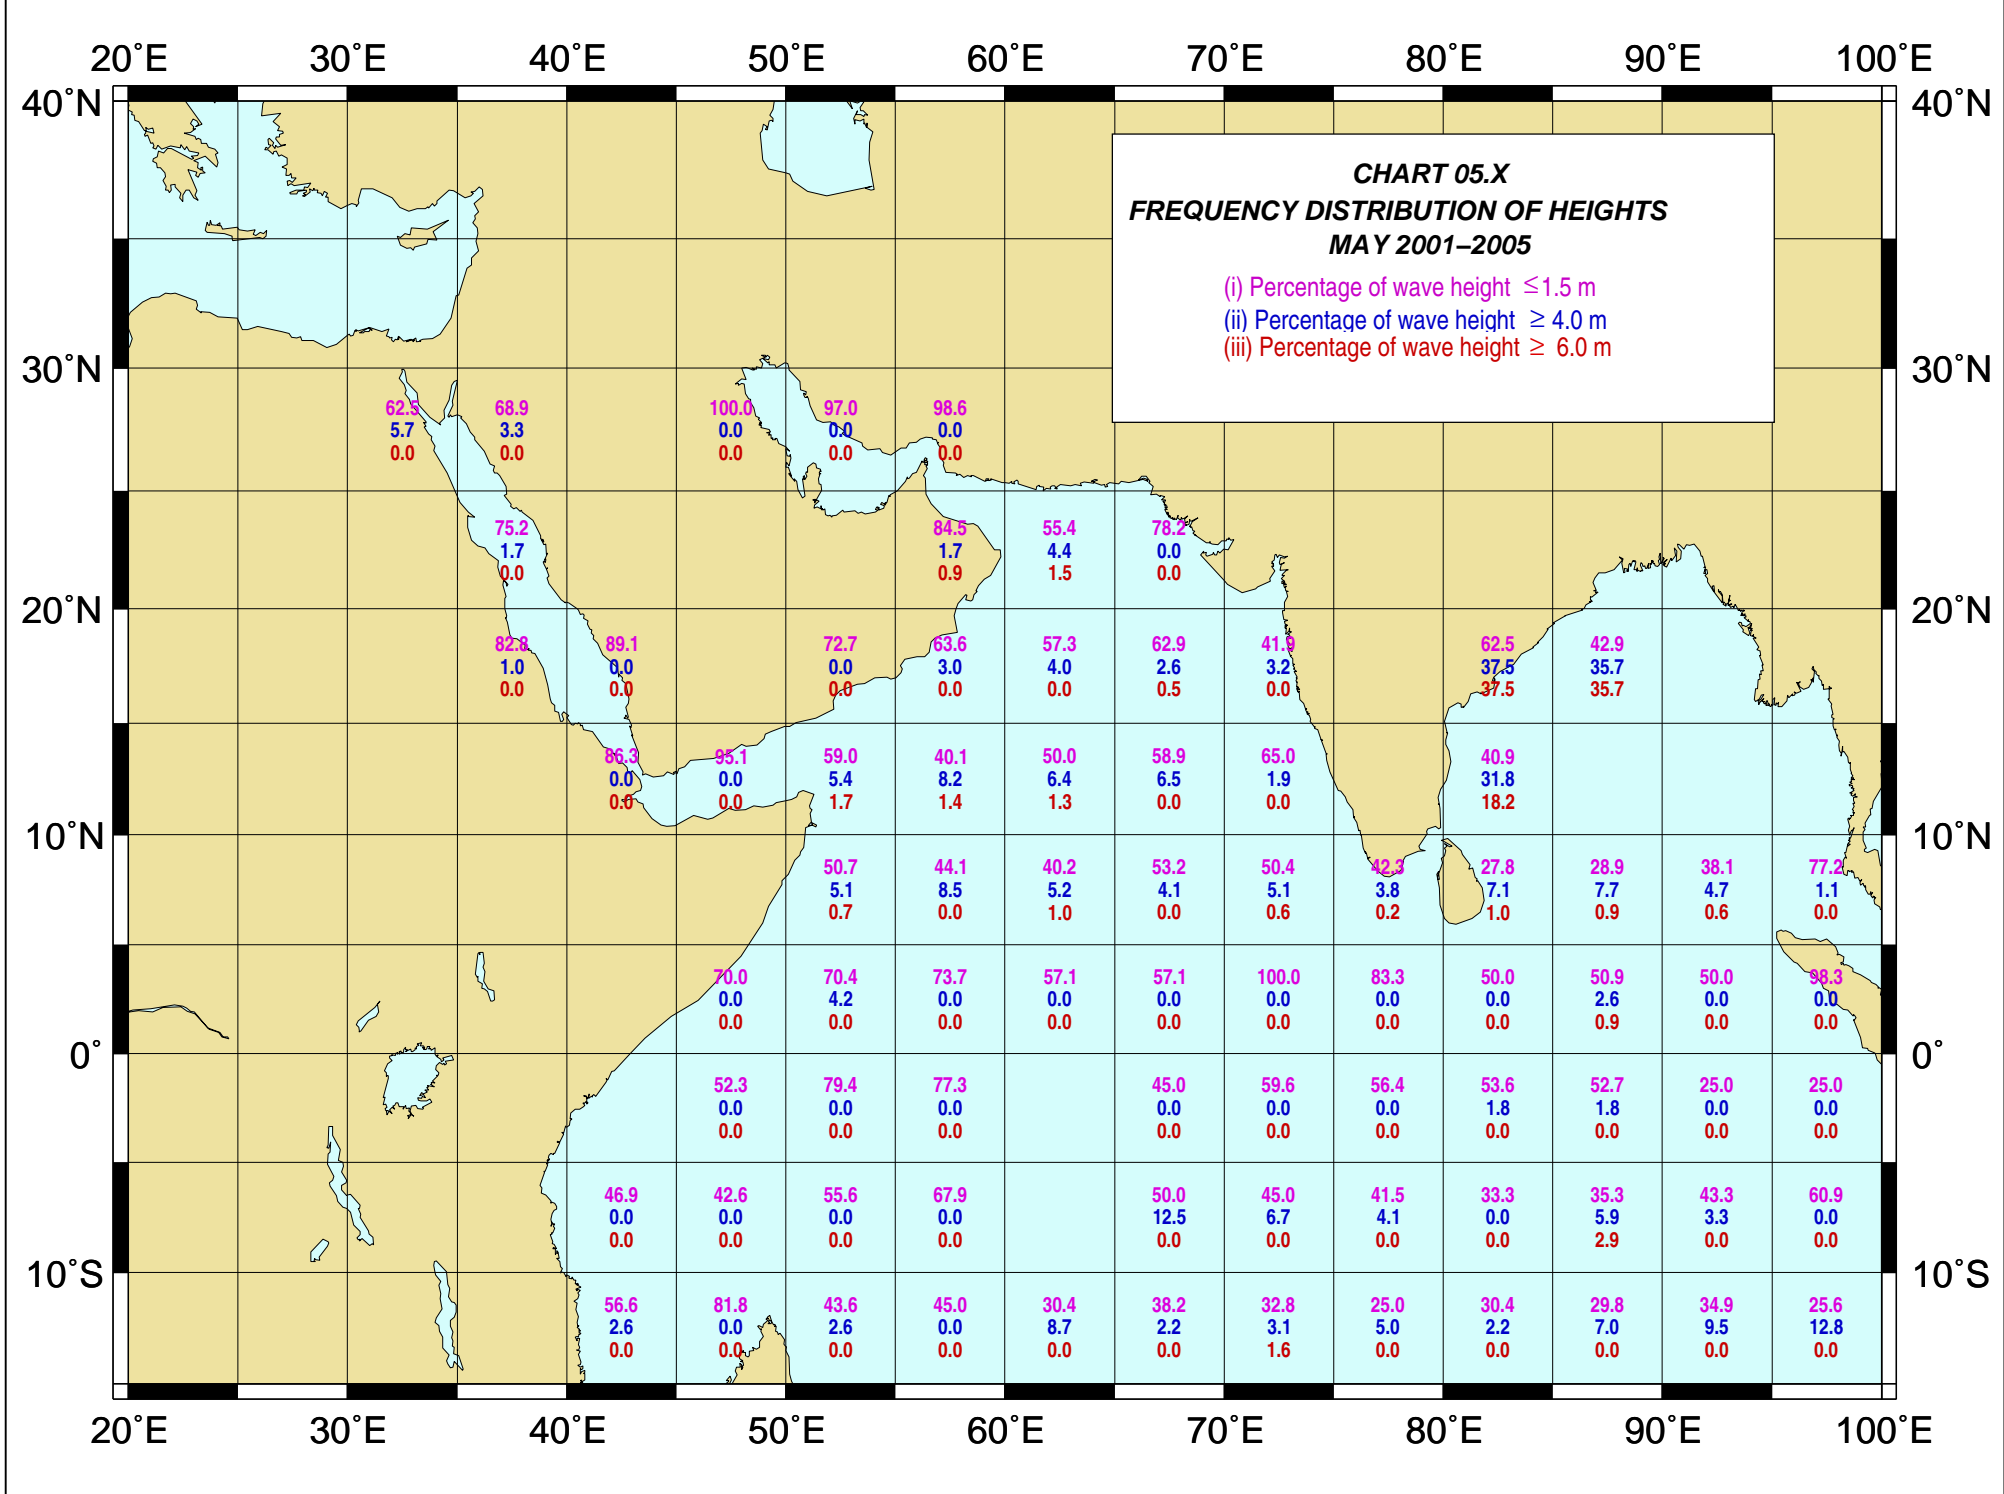 20˚E 30˚E 40˚E 50˚E 60˚E 70˚E 80˚E 90˚E 100˚E
40˚N 40˚N
CHART 05.X
FREQUENCY DISTRIBUTION OF HEIGHTS
MAY 2001–2005
(i) Percentage of wave height ≤1.5 m
(ii) Percentage of wave height ≥ 4.0 m
(iii) Percentage of wave height ≥ 6.0 m
30˚N 30˚N
62.5 68.9 100.0 97.0 98.6
5.7 3.3 0.0 0.0 0.0
0.0 0.0 0.0 0.0 0.0
75.2 84.5 55.4 78.2
1.7 1.7 4.4 0.0
0.0 0.9 1.5 0.0
20˚N 20˚N
82.8 89.1 72.7 63.6 57.3 62.9 41.9 62.5 42.9
1.0 0.0 0.0 3.0 4.0 2.6 3.2 37.5 35.7
0.0 0.0 0.0 0.0 0.0 0.5 0.0 37.5 35.7
86.3 95.1 59.0 40.1 50.0 58.9 65.0 40.9
0.0 0.0 5.4 8.2 6.4 6.5 1.9 31.8
0.0 0.0 1.7 1.4 1.3 0.0 0.0 18.2
10˚N 10˚N
50.7 44.1 40.2 53.2 50.4 42.3 27.8 28.9 38.1 77.2
5.1 8.5 5.2 4.1 5.1 3.8 7.1 7.7 4.7 1.1
0.7 0.0 1.0 0.0 0.6 0.2 1.0 0.9 0.6 0.0
70.0 70.4 73.7 57.1 57.1 100.0 83.3 50.0 50.9 50.0 98.3
0.0 4.2 0.0 0.0 0.0 0.0 0.0 0.0 2.6 0.0 0.0
0.0 0.0 0.0 0.0 0.0 0.0 0.0 0.0 0.9 0.0 0.0
0˚ 0˚
52.3 79.4 77.3 45.0 59.6 56.4 53.6 52.7 25.0 25.0
0.0 0.0 0.0 0.0 0.0 0.0 1.8 1.8 0.0 0.0
0.0 0.0 0.0 0.0 0.0 0.0 0.0 0.0 0.0 0.0
46.9 42.6 55.6 67.9 50.0 45.0 41.5 33.3 35.3 43.3 60.9
0.0 0.0 0.0 0.0 12.5 6.7 4.1 0.0 5.9 3.3 0.0
0.0 0.0 0.0 0.0 0.0 0.0 0.0 0.0 2.9 0.0 0.0
10˚S 10˚S
56.6 81.8 43.6 45.0 30.4 38.2 32.8 25.0 30.4 29.8 34.9 25.6
2.6 0.0 2.6 0.0 8.7 2.2 3.1 5.0 2.2 7.0 9.5 12.8
0.0 0.0 0.0 0.0 0.0 0.0 1.6 0.0 0.0 0.0 0.0 0.0
20˚E 30˚E 40˚E 50˚E 60˚E 70˚E 80˚E 90˚E 100˚E